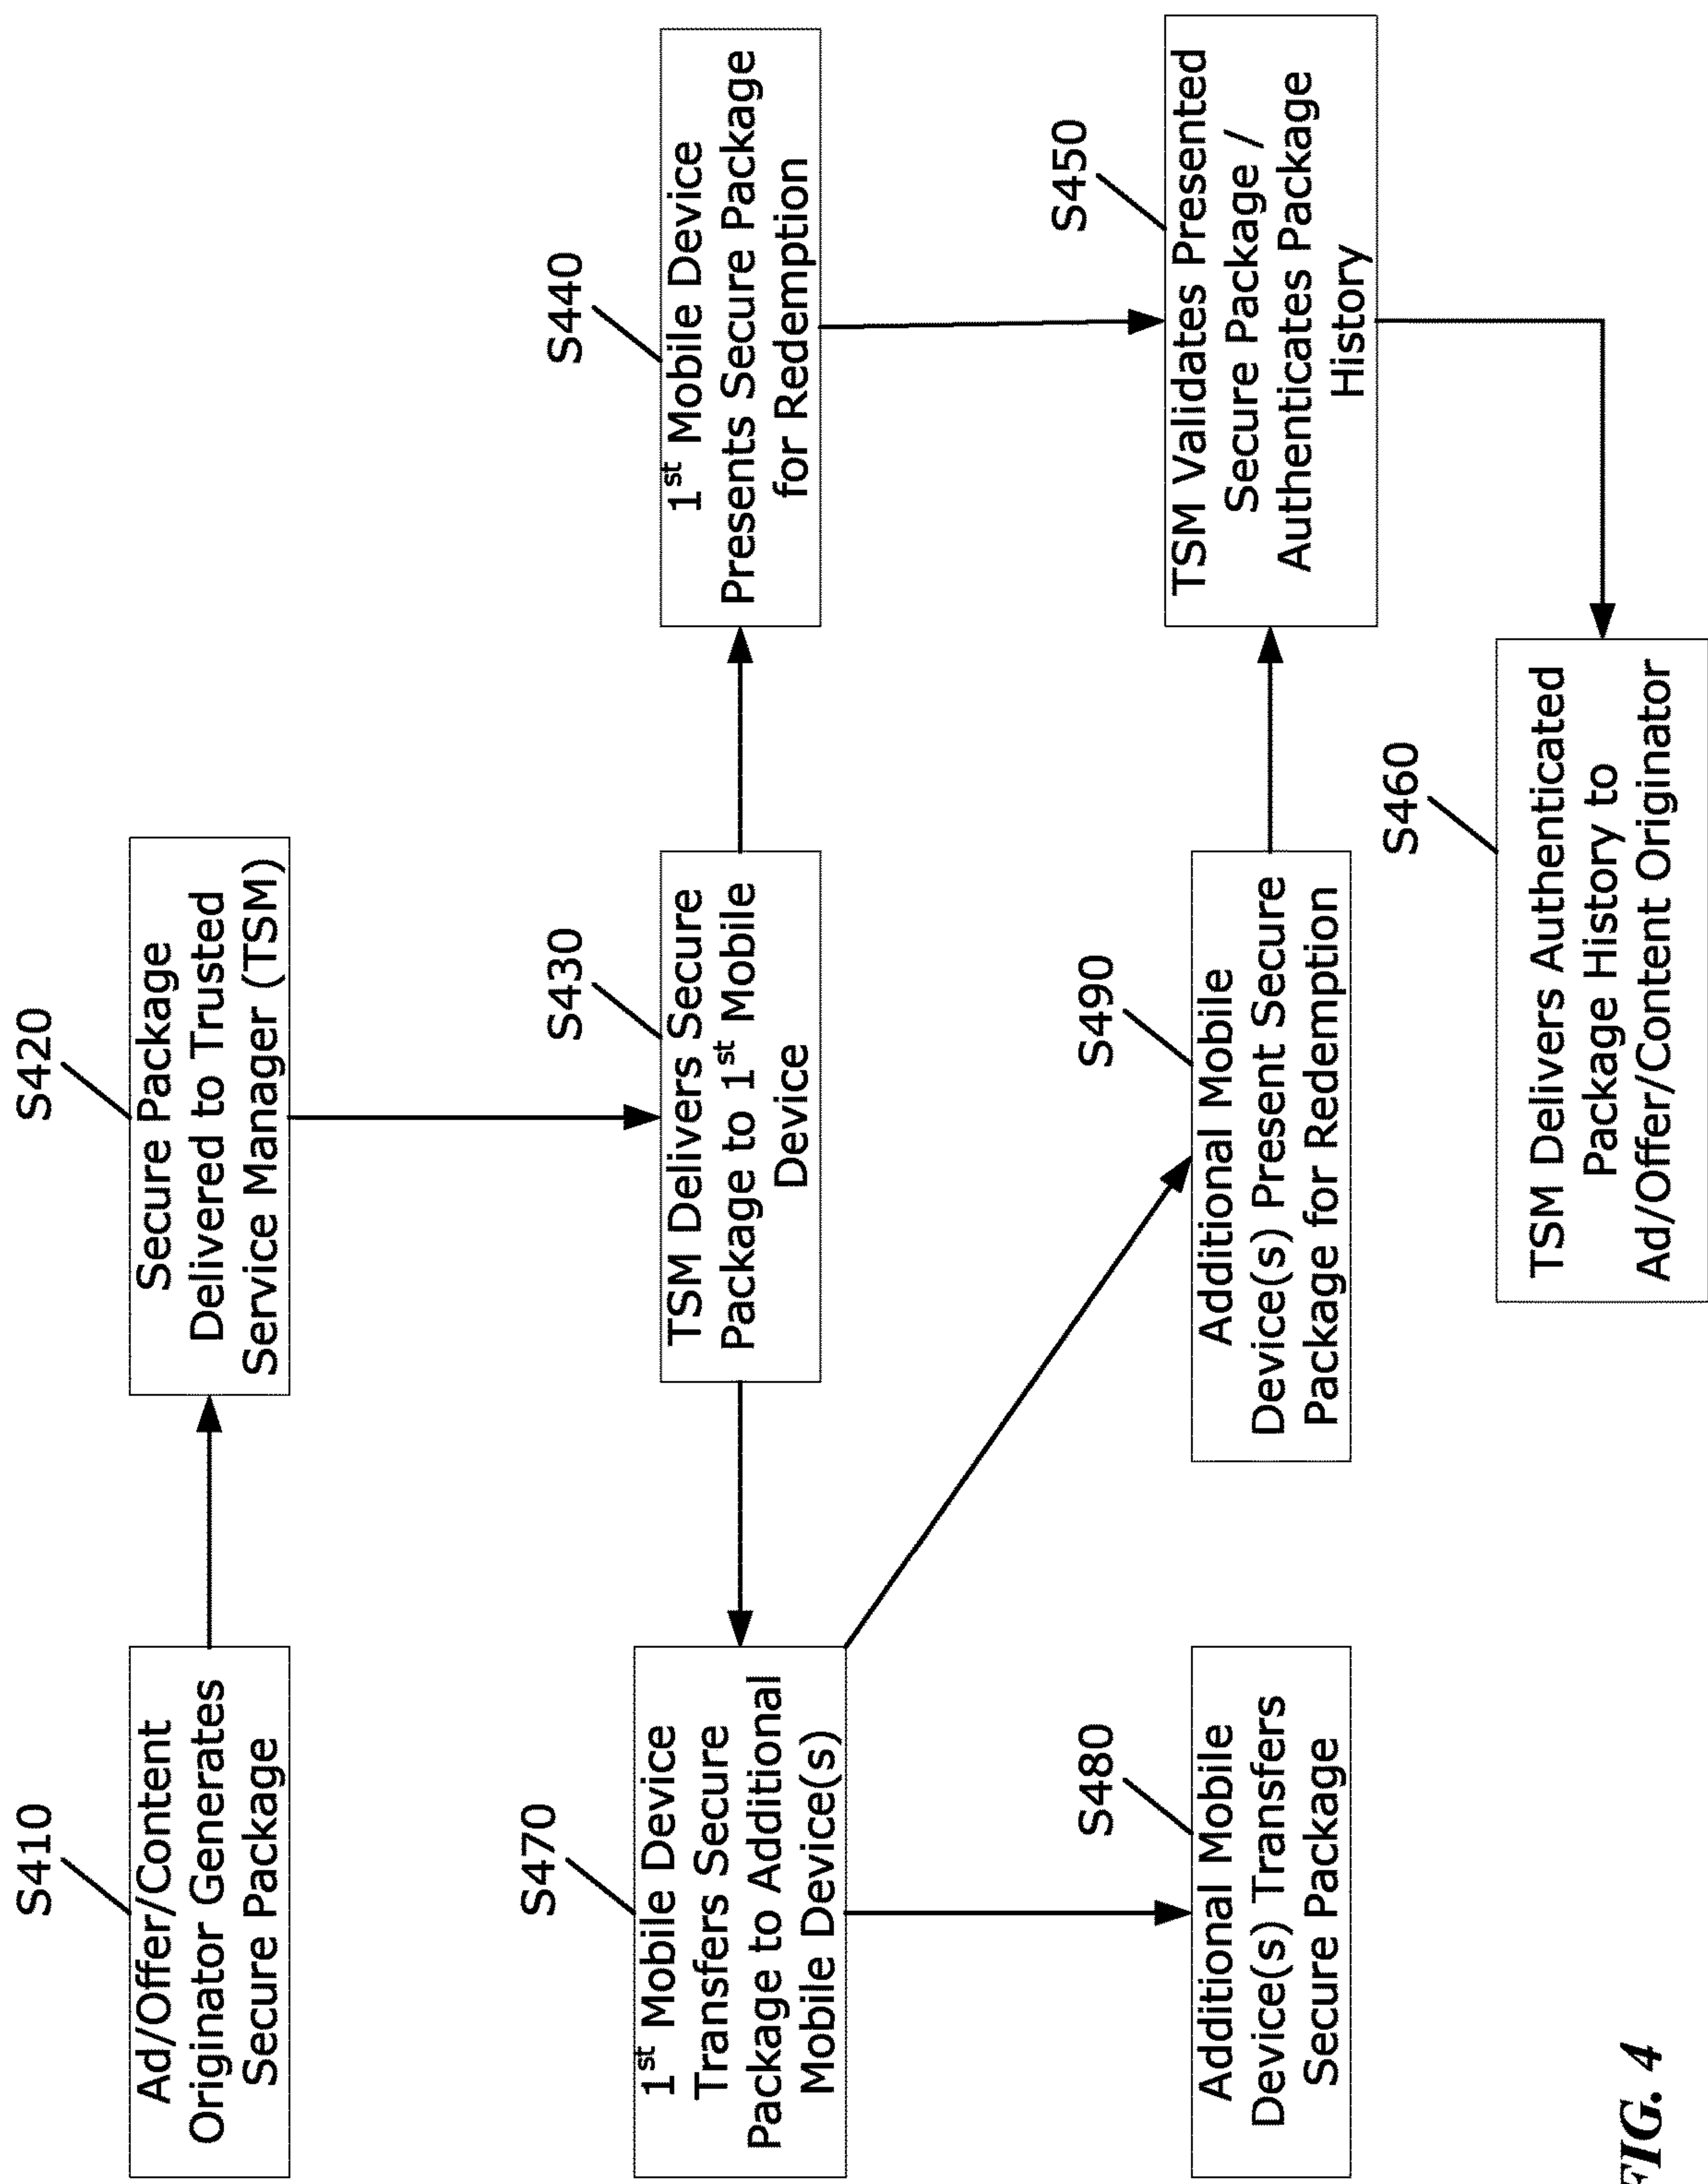 S410
Ad/Offer/Content
Originator Generates
Secure Package
S420
Secure Package
Delivered to Trusted
Service Manager (TSM)
S430
TSM Delivers Secure
Package to 1st Mobile
Device
S440
1st Mobile Device
Presents Secure Package
for Redemption
S450
TSM Validates Presented
Secure Package /
Authenticates Package
History
S460
TSM Delivers Authenticated
Package History to
Ad/Offer/Content Originator
S470
1st Mobile Device
Transfers Secure
Package to Additional
Mobile Device(s)
S480
Additional Mobile
Device(s) Transfers
Secure Package
S490
Additional Mobile
Device(s) Present Secure
Package for Redemption
FIG. 4